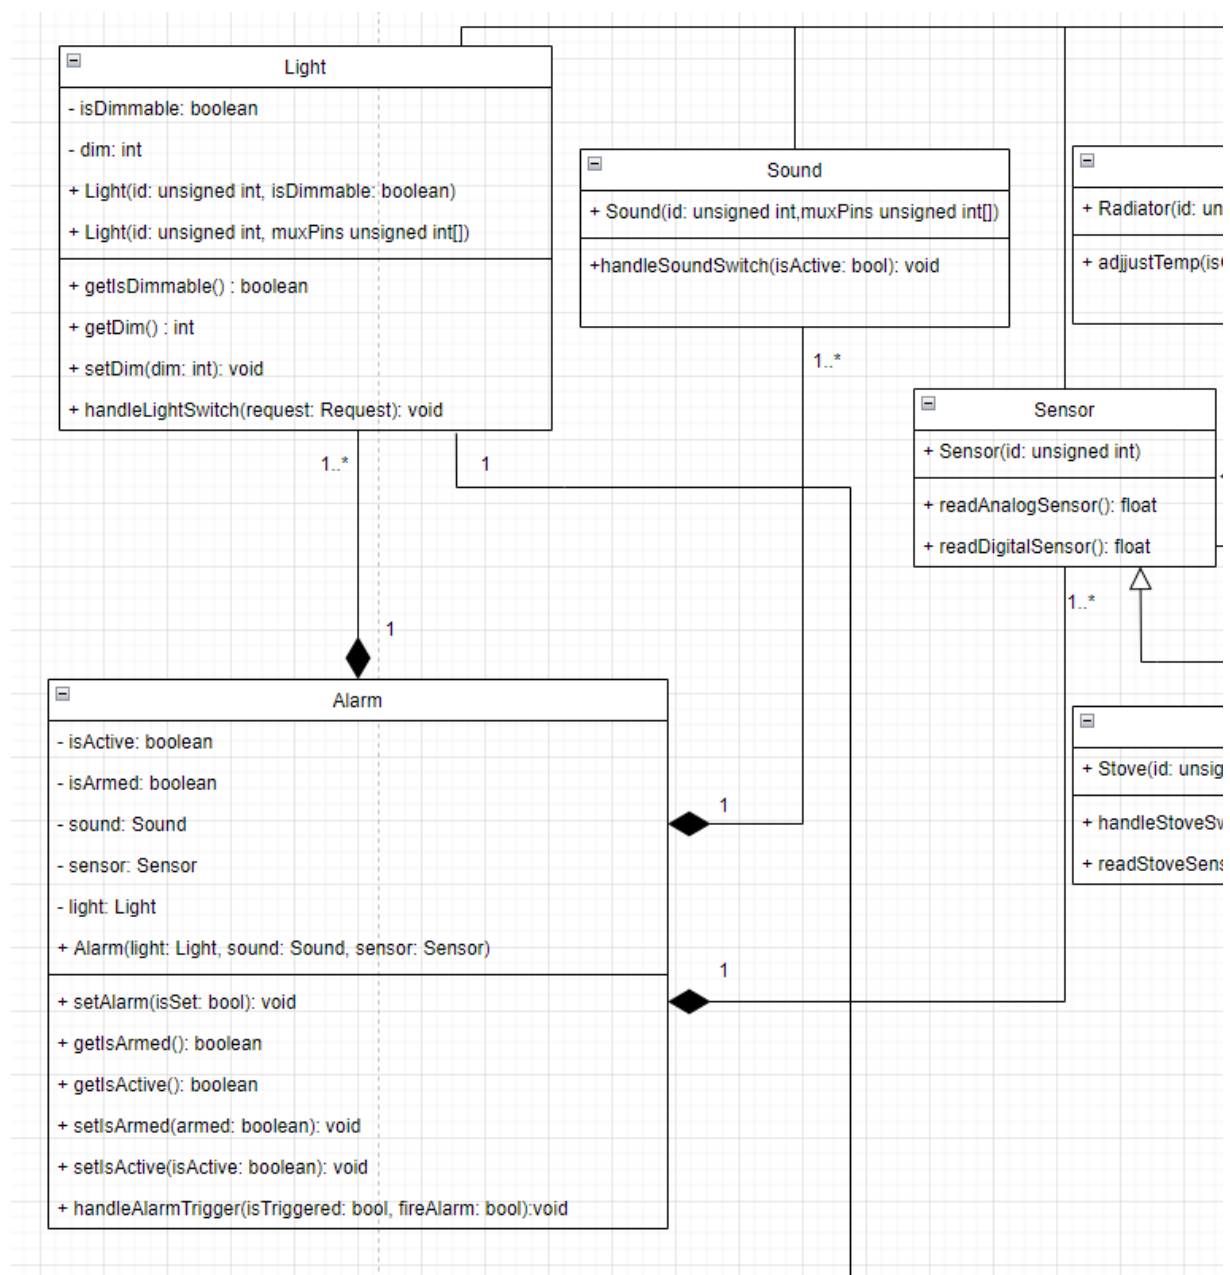 Light
- isDimmable: boolean
- dim: int
+ Light(id: unsigned int, isDimmable: boolean)
+ Light(id: unsigned int, muxPins unsigned int[])
+ getIsDimmable() : boolean
+ getDim() : int
+ setDim(dim: int): void
+ handleLightSwitch(request: Request): void
1..*
1
1
Sound
+ Sound(id: unsigned int,muxPins unsigned int[])
+handleSoundSwitch(isActive: bool): void
1..*
+ Radiator(id: un
+ adjjustTemp(is
Sensor
+ Sensor(id: unsigned int)
+ readAnalogSensor(): float
+ readDigitalSensor(): float
1..*
Alarm
- isActive: boolean
- isArmed: boolean
- sound: Sound
- sensor: Sensor
- light: Light
+ Alarm(light: Light, sound: Sound, sensor: Sensor)
+ setAlarm(isSet: bool): void
+ getIsArmed(): boolean
+ getIsActive(): boolean
+ setIsArmed(armed: boolean): void
+ setIsActive(isActive: boolean): void
+ handleAlarmTrigger(isTriggered: bool, fireAlarm: bool):void
1
1
+ Stove(id: unsig
+ handleStoveSw
+ readStoveSens